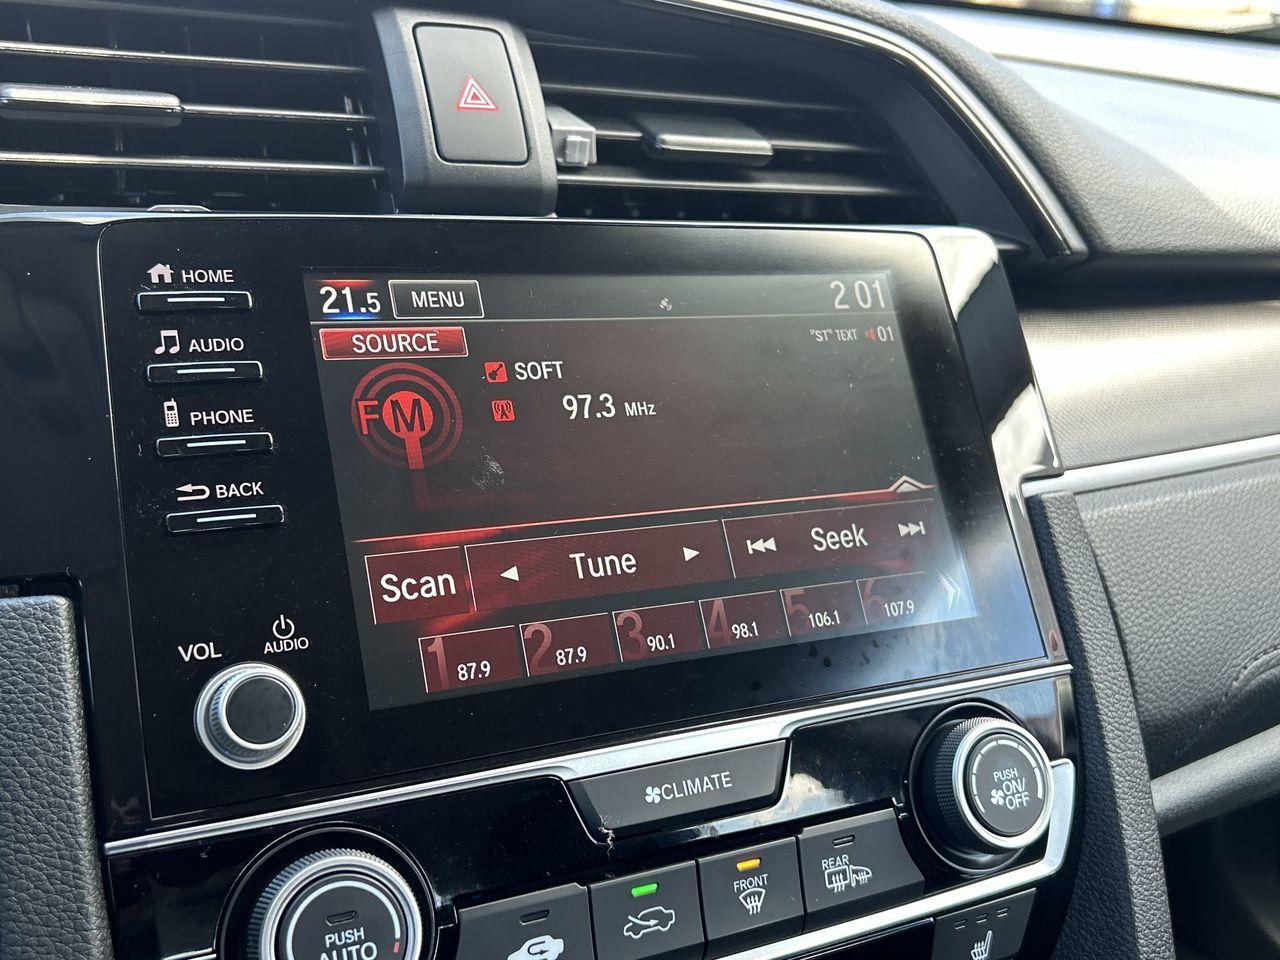 HOME
AUDIO
PHONE
BACK
VOL
AUDIO
21.5 MENU 2 01
SOURCE "ST" TEXT 01
FM
SOFT
97.3 MHz
Scan Tune Seek
1 87.9 2 87.9 3 90.1 4 98.1 5 106.1 6 107.9
CLIMATE
PUSH
ON/
OFF
PUSH
AUTO
FRONT
REAR